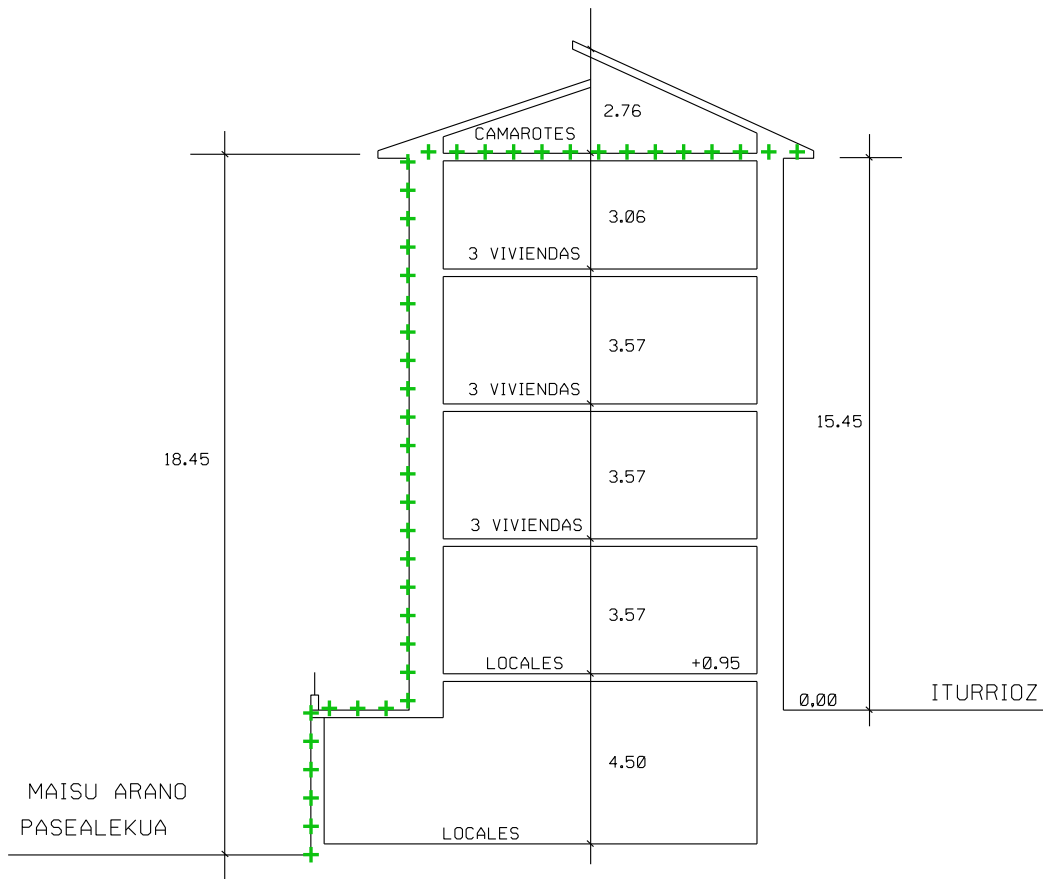 2.76
CAMAROTES
3.06
3 VIVIENDAS
3.57
3 VIVIENDAS
15.45
18.45
3.57
3 VIVIENDAS
3.57
LOCALES
+0.95
0,00
ITURRIOZ
4.50
MAISU ARANO
PASEALEKUA
LOCALES